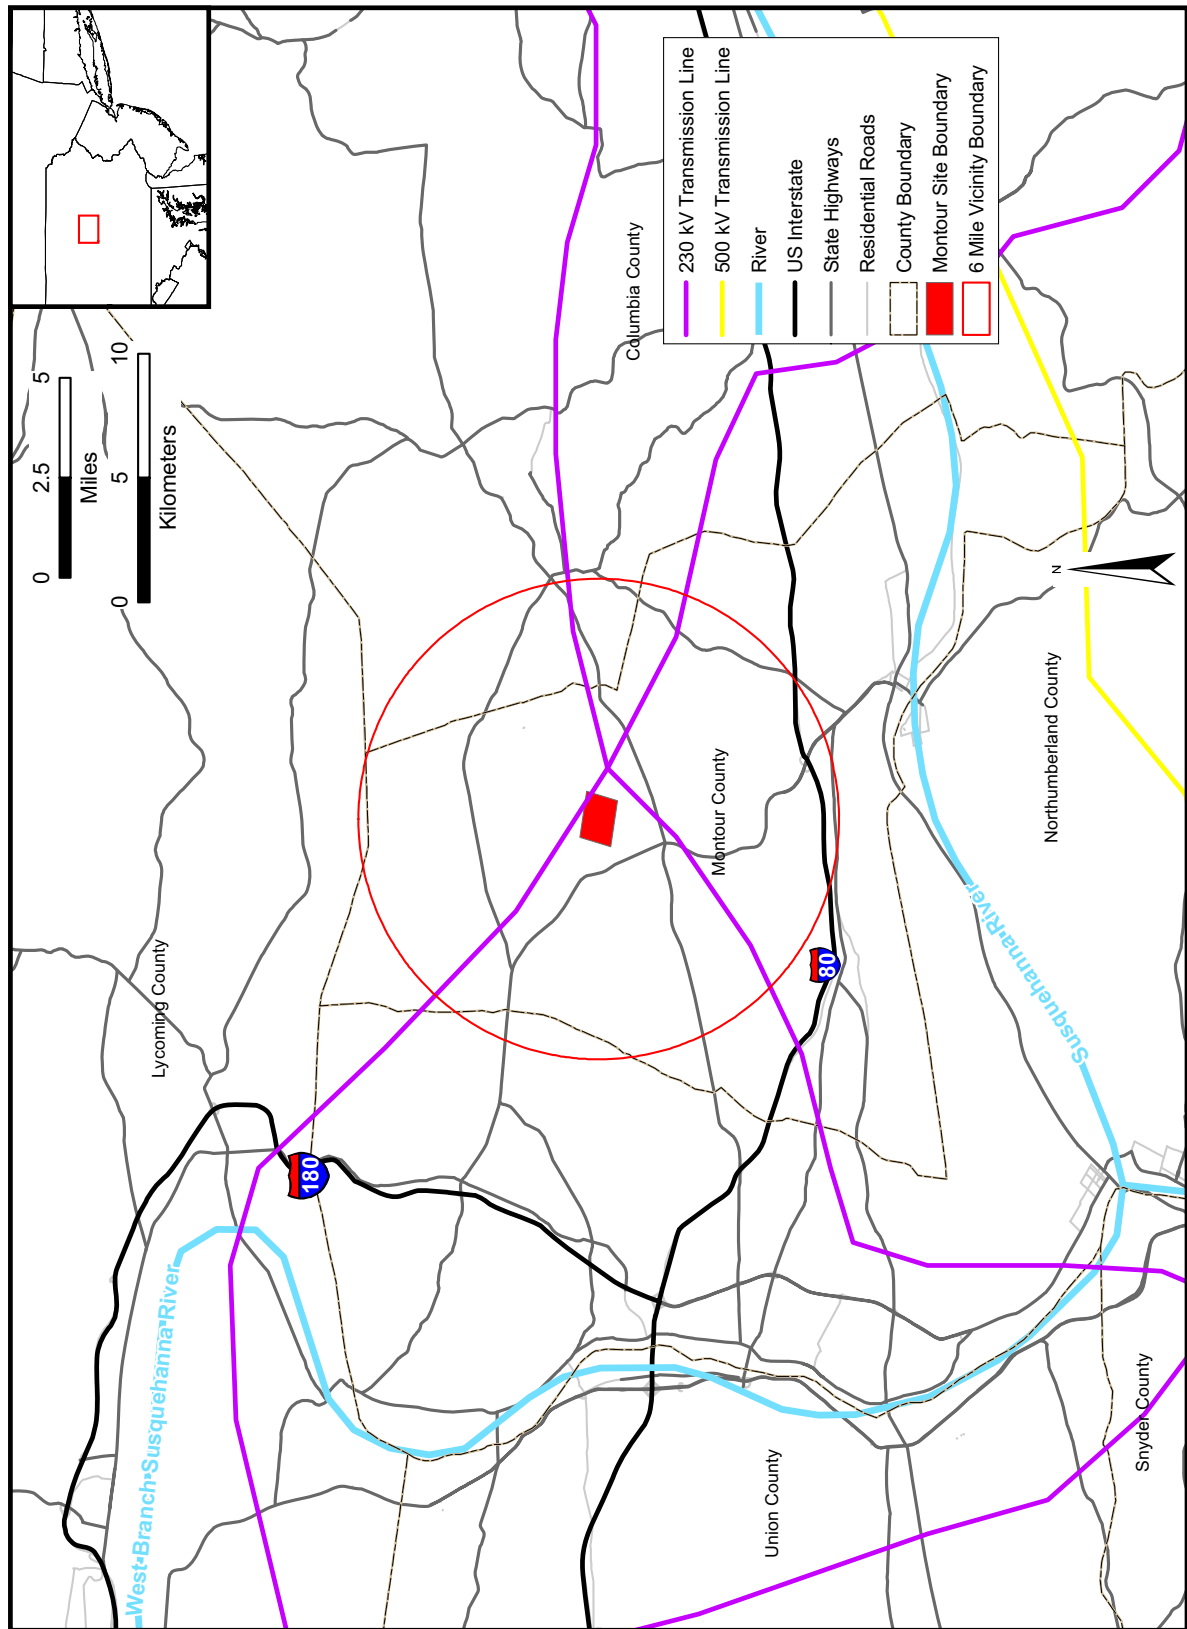 0 2.5 5
Miles
0 5 10
Kilometers
Lycoming County
Columbia County
West Branch Susquehanna River
180
80
Montour County
Union County
Northumberland County
Snyder County
Susquehanna River
N
230 kV Transmission Line
500 kV Transmission Line
River
US Interstate
State Highways
Residential Roads
County Boundary
Montour Site Boundary
6 Mile Vicinity Boundary